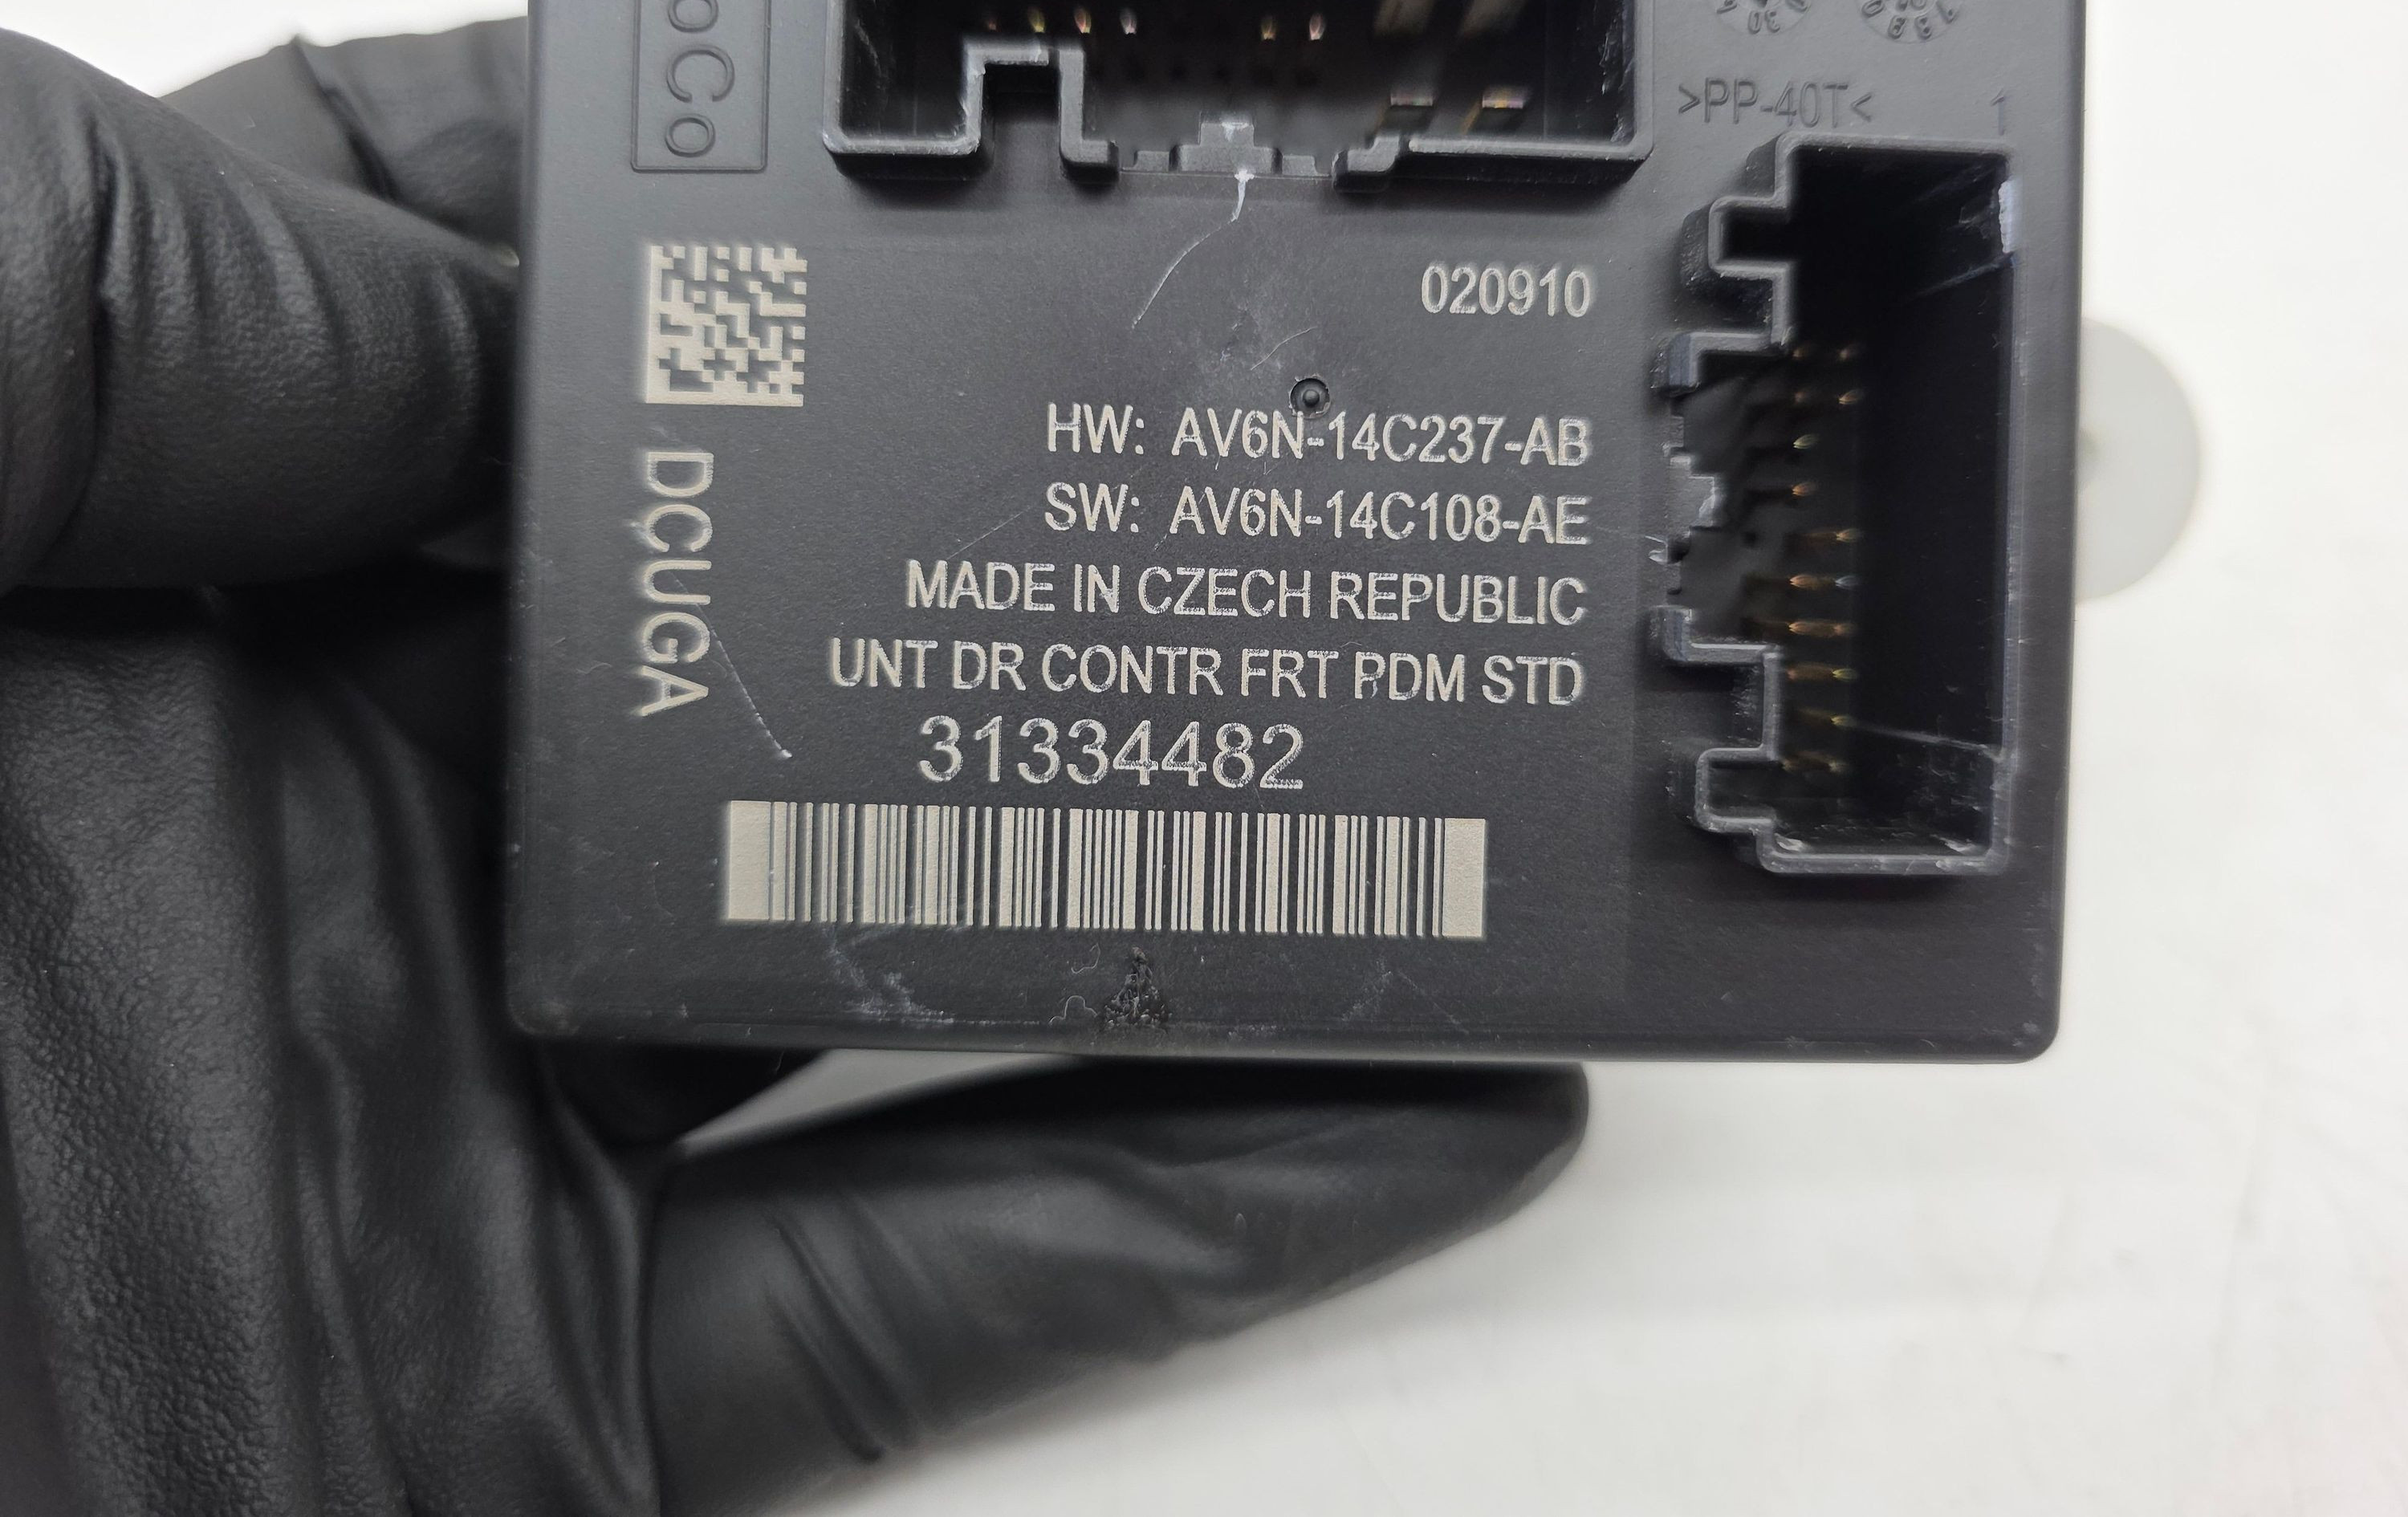 >PP-40T<
1
020910
HW: AV6N-14C237-AB
SW: AV6N-14C108-AE
MADE IN CZECH REPUBLIC
UNT DR CONTR FRT PDM STD
31334482
DCUGA